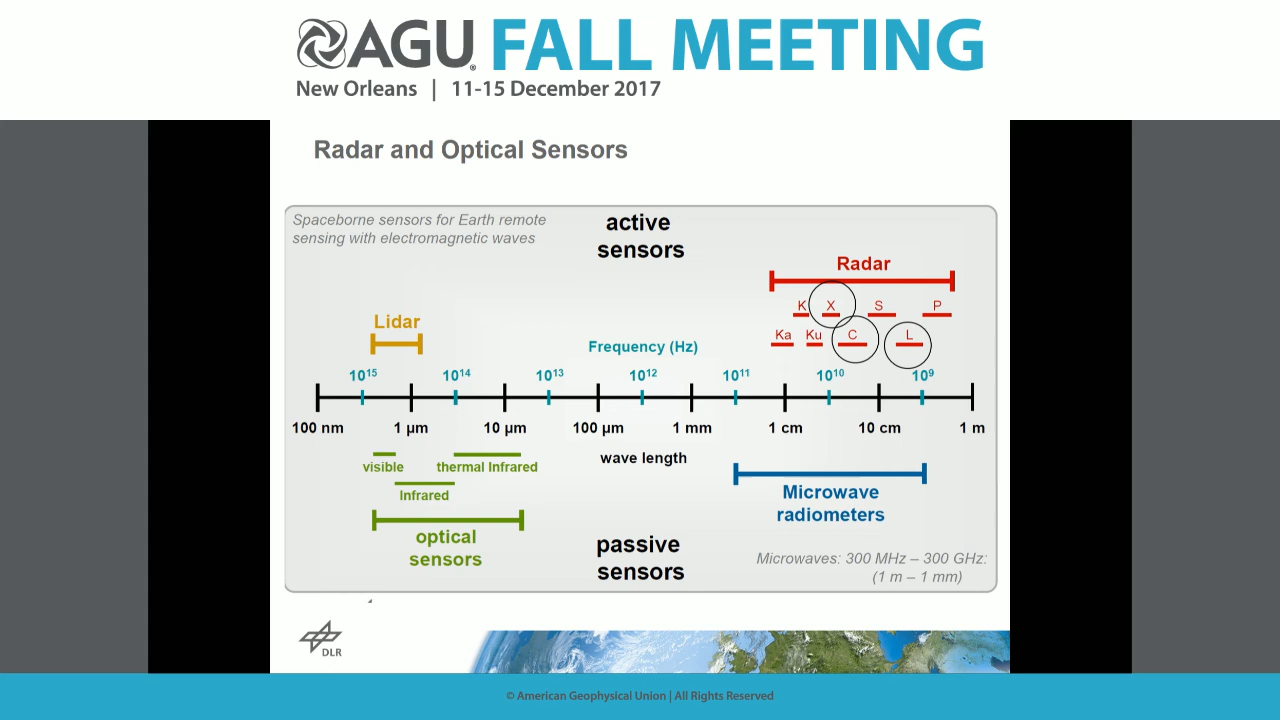 AGU FALL MEETING
New Orleans | 11-15 December 2017
Radar and Optical Sensors
Spaceborne sensors for Earth remote
sensing with electromagnetic waves
active
sensors
Radar
K X S P
Ka Ku C L
Lidar
Frequency (Hz)
10¹⁵ 10¹⁴ 10¹³ 10¹² 10¹¹ 10¹⁰ 10⁹
100 nm 1 µm 10 µm 100 µm 1 mm 1 cm 10 cm 1 m
wave length
visible thermal Infrared
Infrared
optical
sensors
Microwave
radiometers
passive
sensors
Microwaves: 300 MHz – 300 GHz:
(1 m – 1 mm)
DLR
© American Geophysical Union | All Rights Reserved